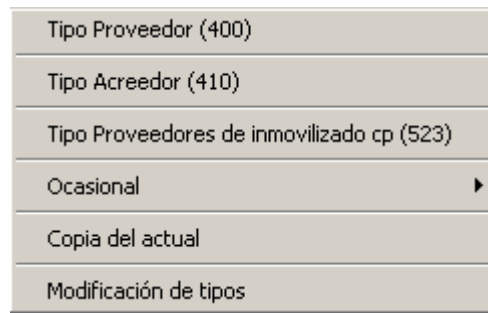 Tipo Proveedor (400)
Tipo Acreedor (410)
Tipo Proveedores de inmovilizado cp (523)
Ocasional
Copia del actual
Modificación de tipos